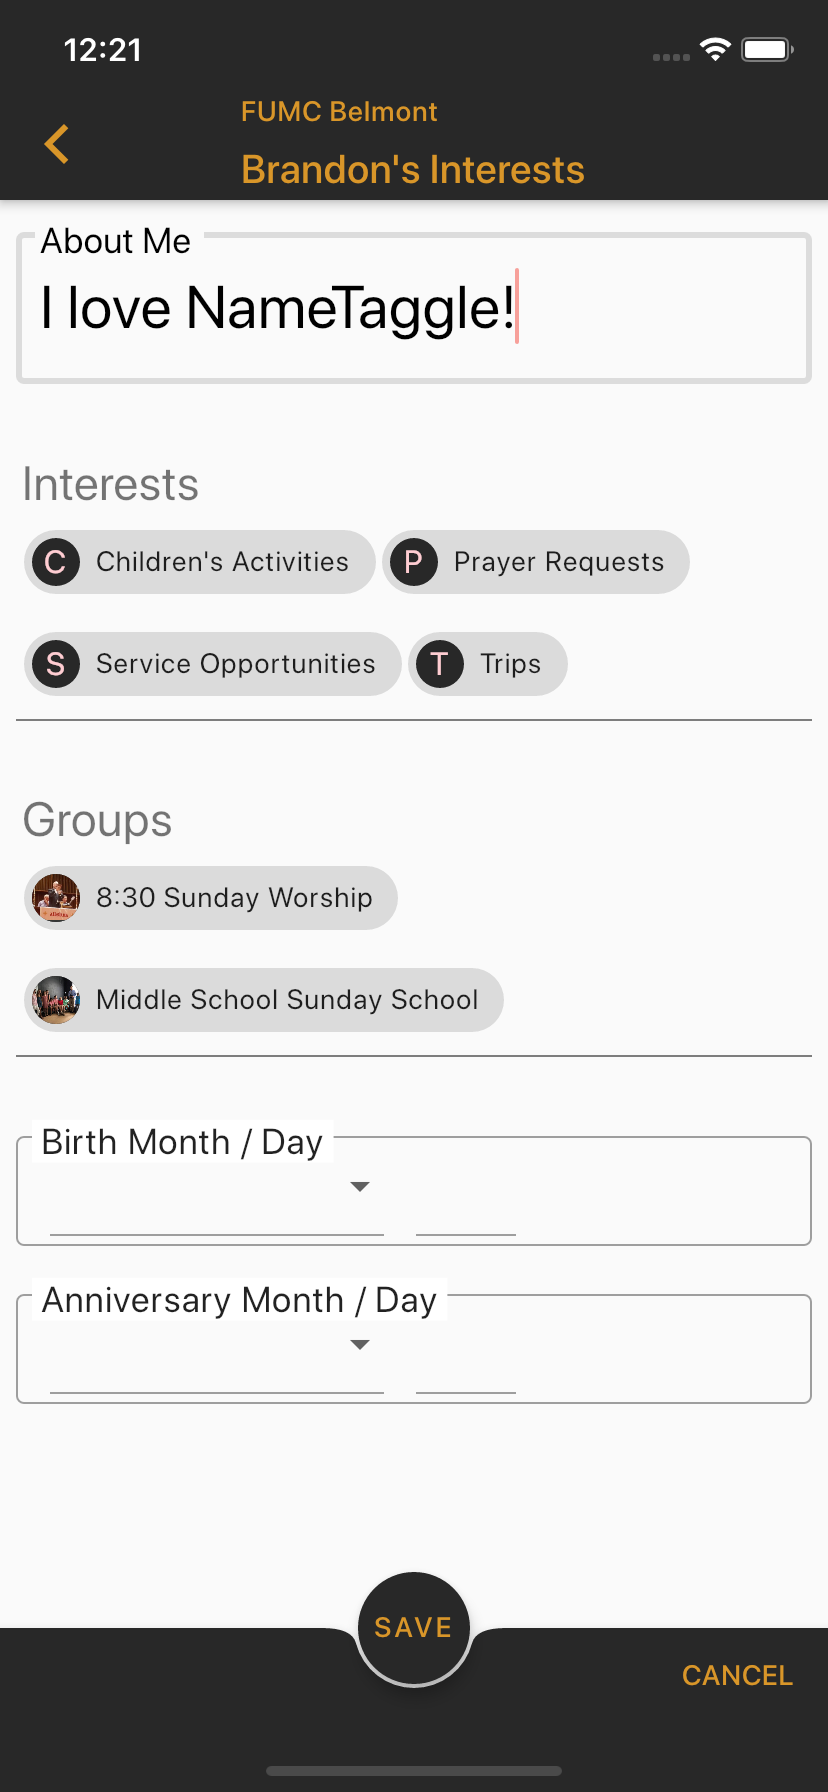 12:21
FUMC Belmont
Brandon's Interests
About Me
I love NameTaggle!
Interests
C Children's Activities P Prayer Requests
S Service Opportunities T Trips
Groups
8:30 Sunday Worship
Middle School Sunday School
Birth Month / Day
Anniversary Month / Day
SAVE
CANCEL